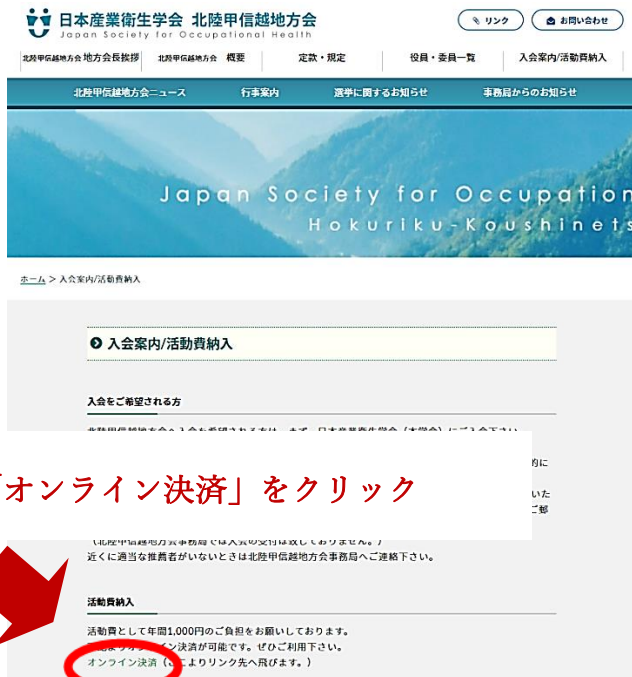 日本産業衛生学会 北陸甲信越地方会
Japan Society for Occupational Health
リンク
お問い合わせ
北陸甲信越地方会 地方会長挨拶
北陸甲信越地方会 概要
定款・規定
役員・委員一覧
入会案内/活動費納入
北陸甲信越地方会ニュース
行事案内
選挙に関するお知らせ
事務局からのお知らせ
Japan Society for Occupation
Hokuriku-Koushinets
ホーム > 入会案内/活動費納入
入会案内/活動費納入
入会をご希望される方
的に
「オンライン決済」をクリック
いた
ご郵
（北陸甲信越地方会事務局では入会の受付は致しておりません。）
近くに適当な推薦者がいないときは北陸甲信越地方会事務局へご連絡下さい。
活動費納入
活動費として年間1,000円のご負担をお願いしております。
オンライン決済が可能です。ぜひご利用下さい。
オンライン決済（ここよりリンク先へ飛びます。）